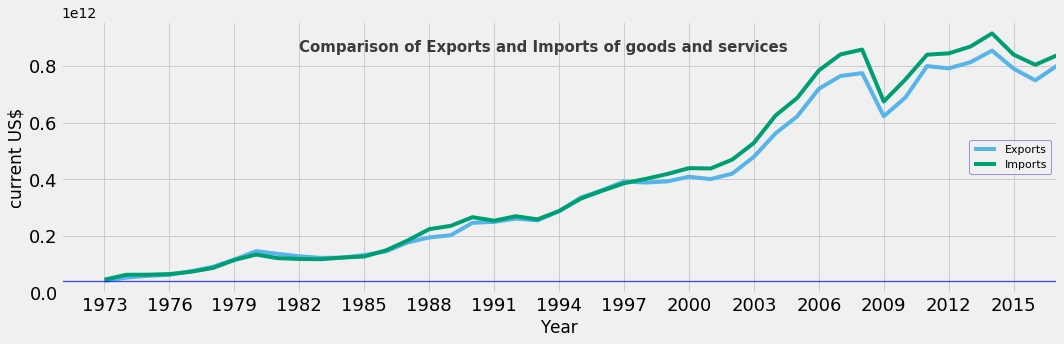 1e12
Comparison of Exports and Imports of goods and services
0.8
0.6
0.4
0.2
0.0
current US$
Exports
Imports
1973 1976 1979 1982 1985 1988 1991 1994 1997 2000 2003 2006 2009 2012 2015
Year